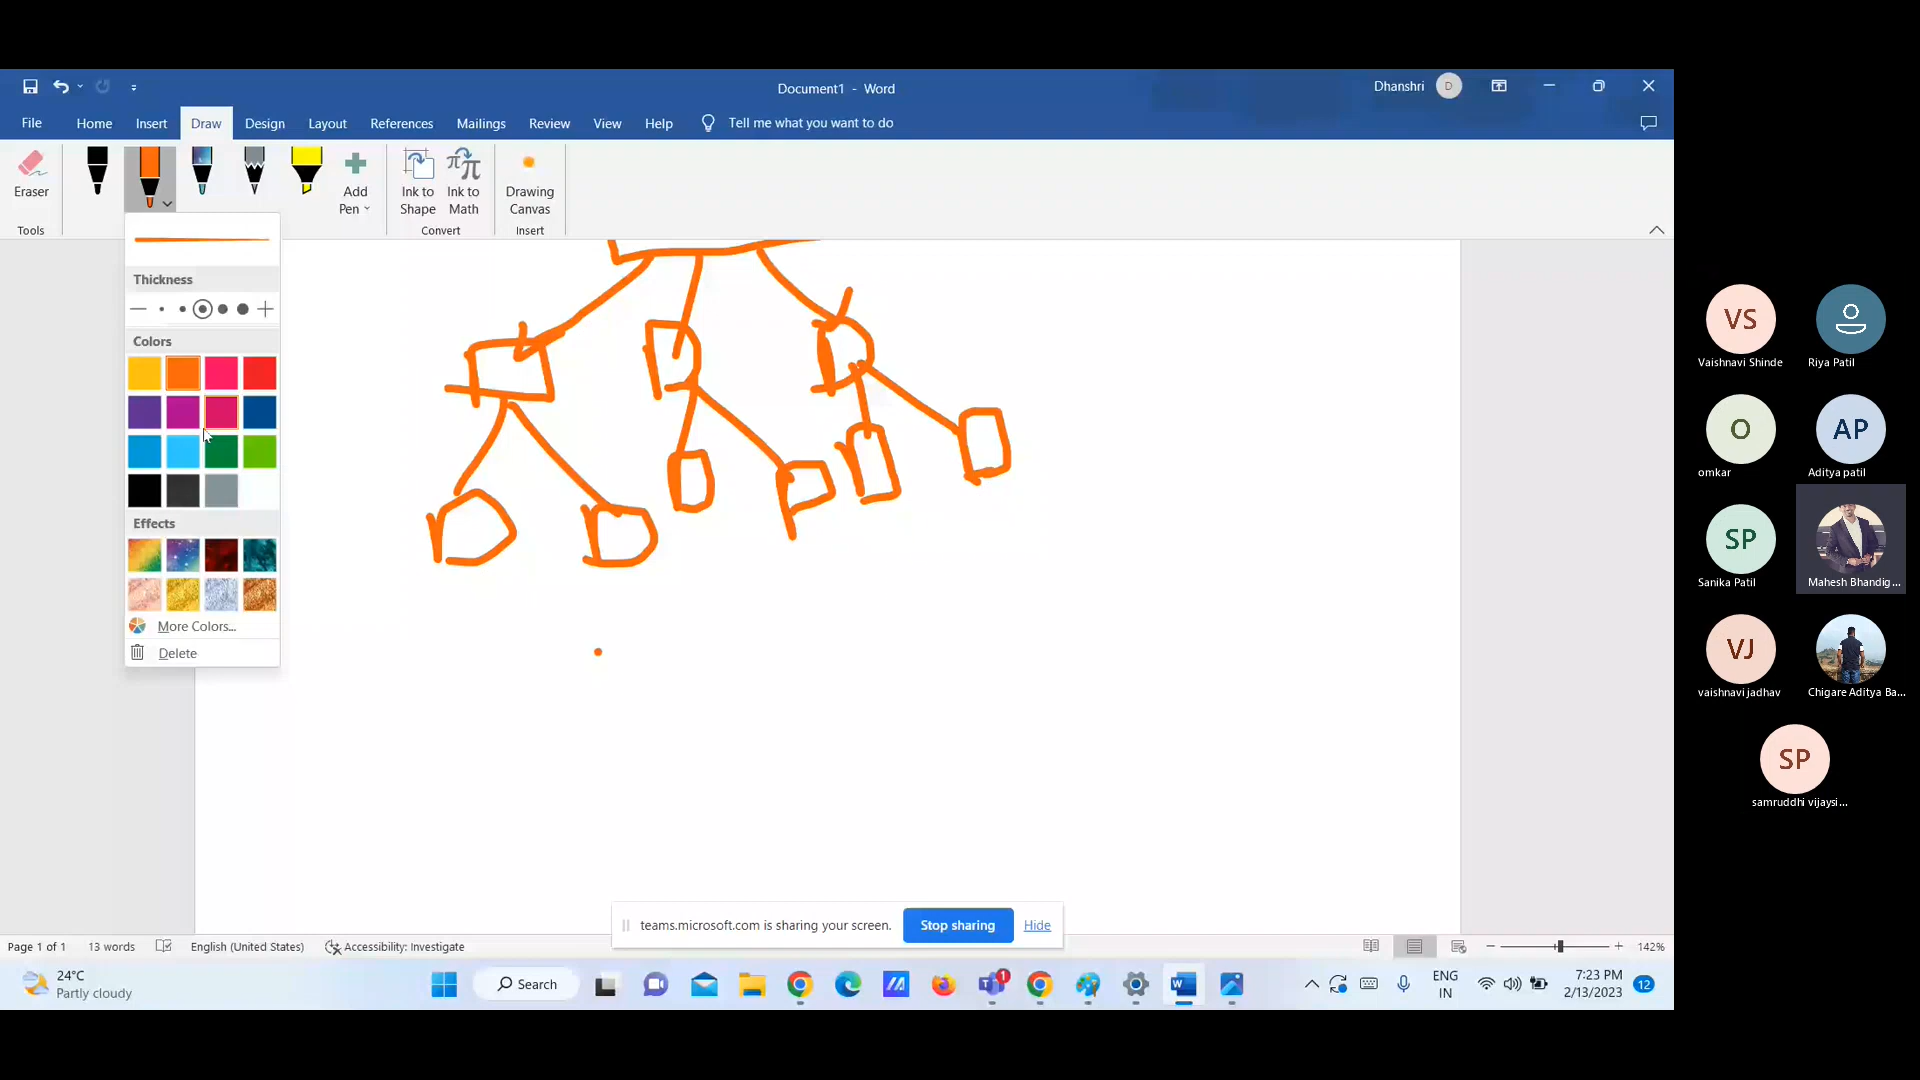 Document1 - Word
Dhanshri
D
File
Home
Insert
Draw
Design
Layout
References
Mailings
Review
View
Help
Tell me what you want to do
Eraser
Add
Pen
Ink to
Shape
Ink to
Math
Drawing
Canvas
Tools
Convert
Insert
Thickness
Colors
Effects
More Colors...
Delete
VS
Vaishnavi Shinde
Riya Patil
O
omkar
AP
Aditya patil
SP
Sanika Patil
Mahesh Bhandig...
VJ
vaishnavi jadhav
Chigare Aditya Ba...
SP
samruddhi vijaysi...
teams.microsoft.com is sharing your screen.
Stop sharing
Hide
Page 1 of 1
13 words
English (United States)
Accessibility: Investigate
142%
24°C
Partly cloudy
Search
1
W
ENG
IN
7:23 PM
2/13/2023
12